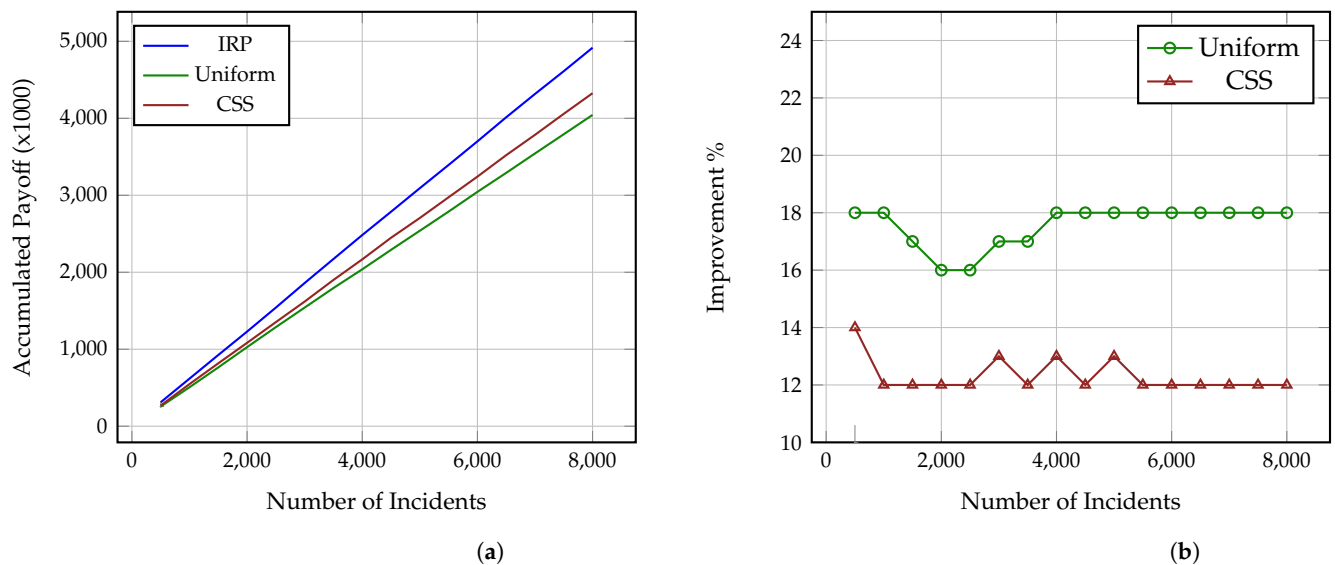 IRP
Uniform
CSS
5,000
4,000
3,000
2,000
1,000
0
Accumulated Payoff (x1000)
0 2,000 4,000 6,000 8,000
Number of Incidents
(a)
Uniform
CSS
24
22
20
18
16
14
12
10
Improvement %
0 2,000 4,000 6,000 8,000
Number of Incidents
(b)